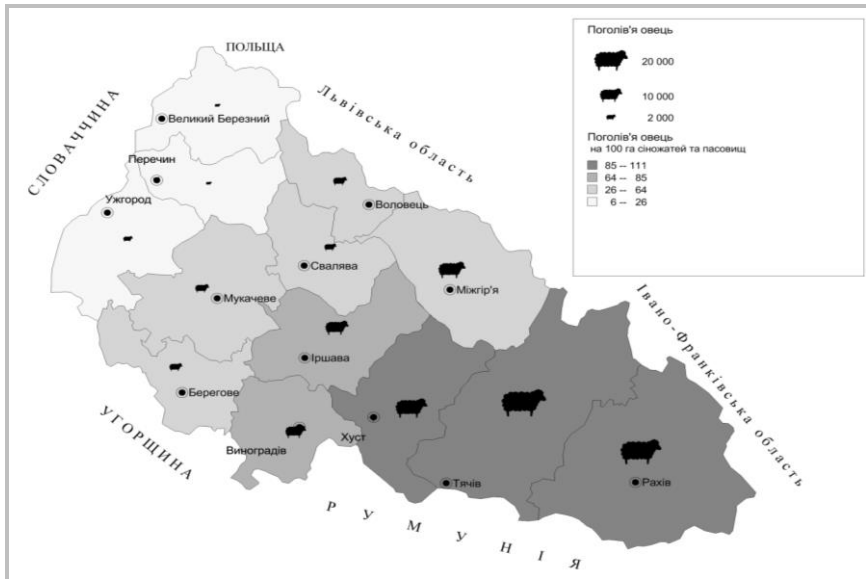 ПОЛЬЩА
СЛОВАЧЧИНА
Львівська область
Великий Березний
Перечин
Ужгород
Воловець
Свалява
Міжгір'я
Мукачеве
Іршава
Берегове
Виноградів
Хуст
Тячів
Рахів
УГОРЩИНА
РУМУНІЯ
Івано-Франківська область
Поголів'я овець
20 000
10 000
2 000
Поголів'я овець
на 100 га сіножатей та пасовищ
85 -- 111
64 -- 85
26 -- 64
6 -- 26